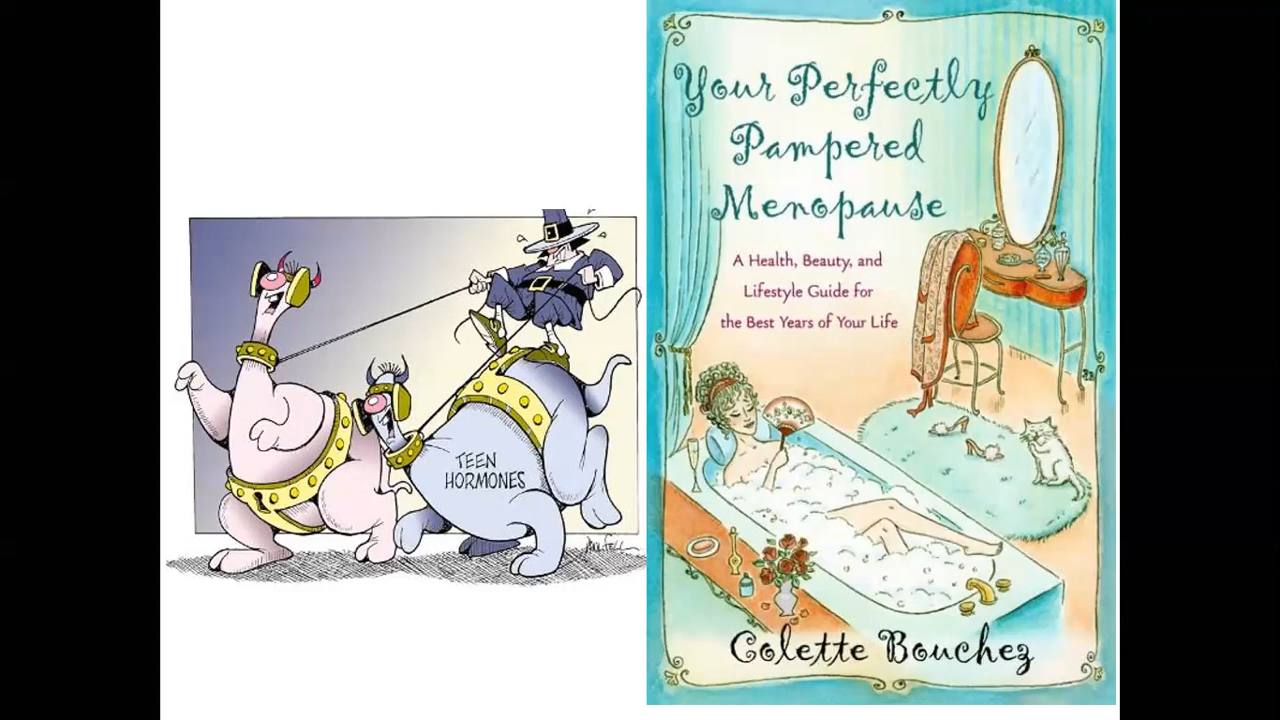 TEEN
HORMONES
Your Perfectly
Pampered
Menopause
A Health, Beauty, and
Lifestyle Guide for
the Best Years of Your Life
Colette Bouchez